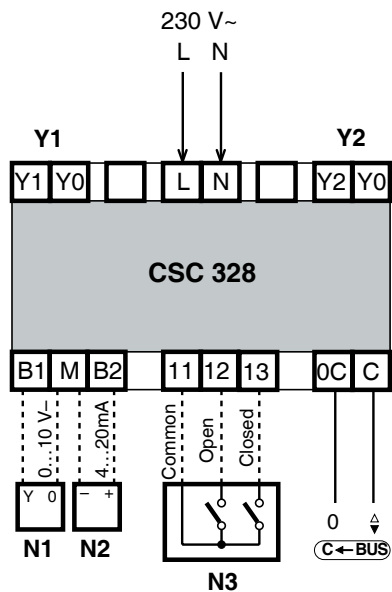 230 V~
L N
Y1 Y2
Y1 Y0 L N Y2 Y0
CSC 328
B1 M B2 11 12 13 0C C
0...10 V–
4...20mA
Common
Open
Closed
Y 0 – +
0
N1 N2
C BUS
N3